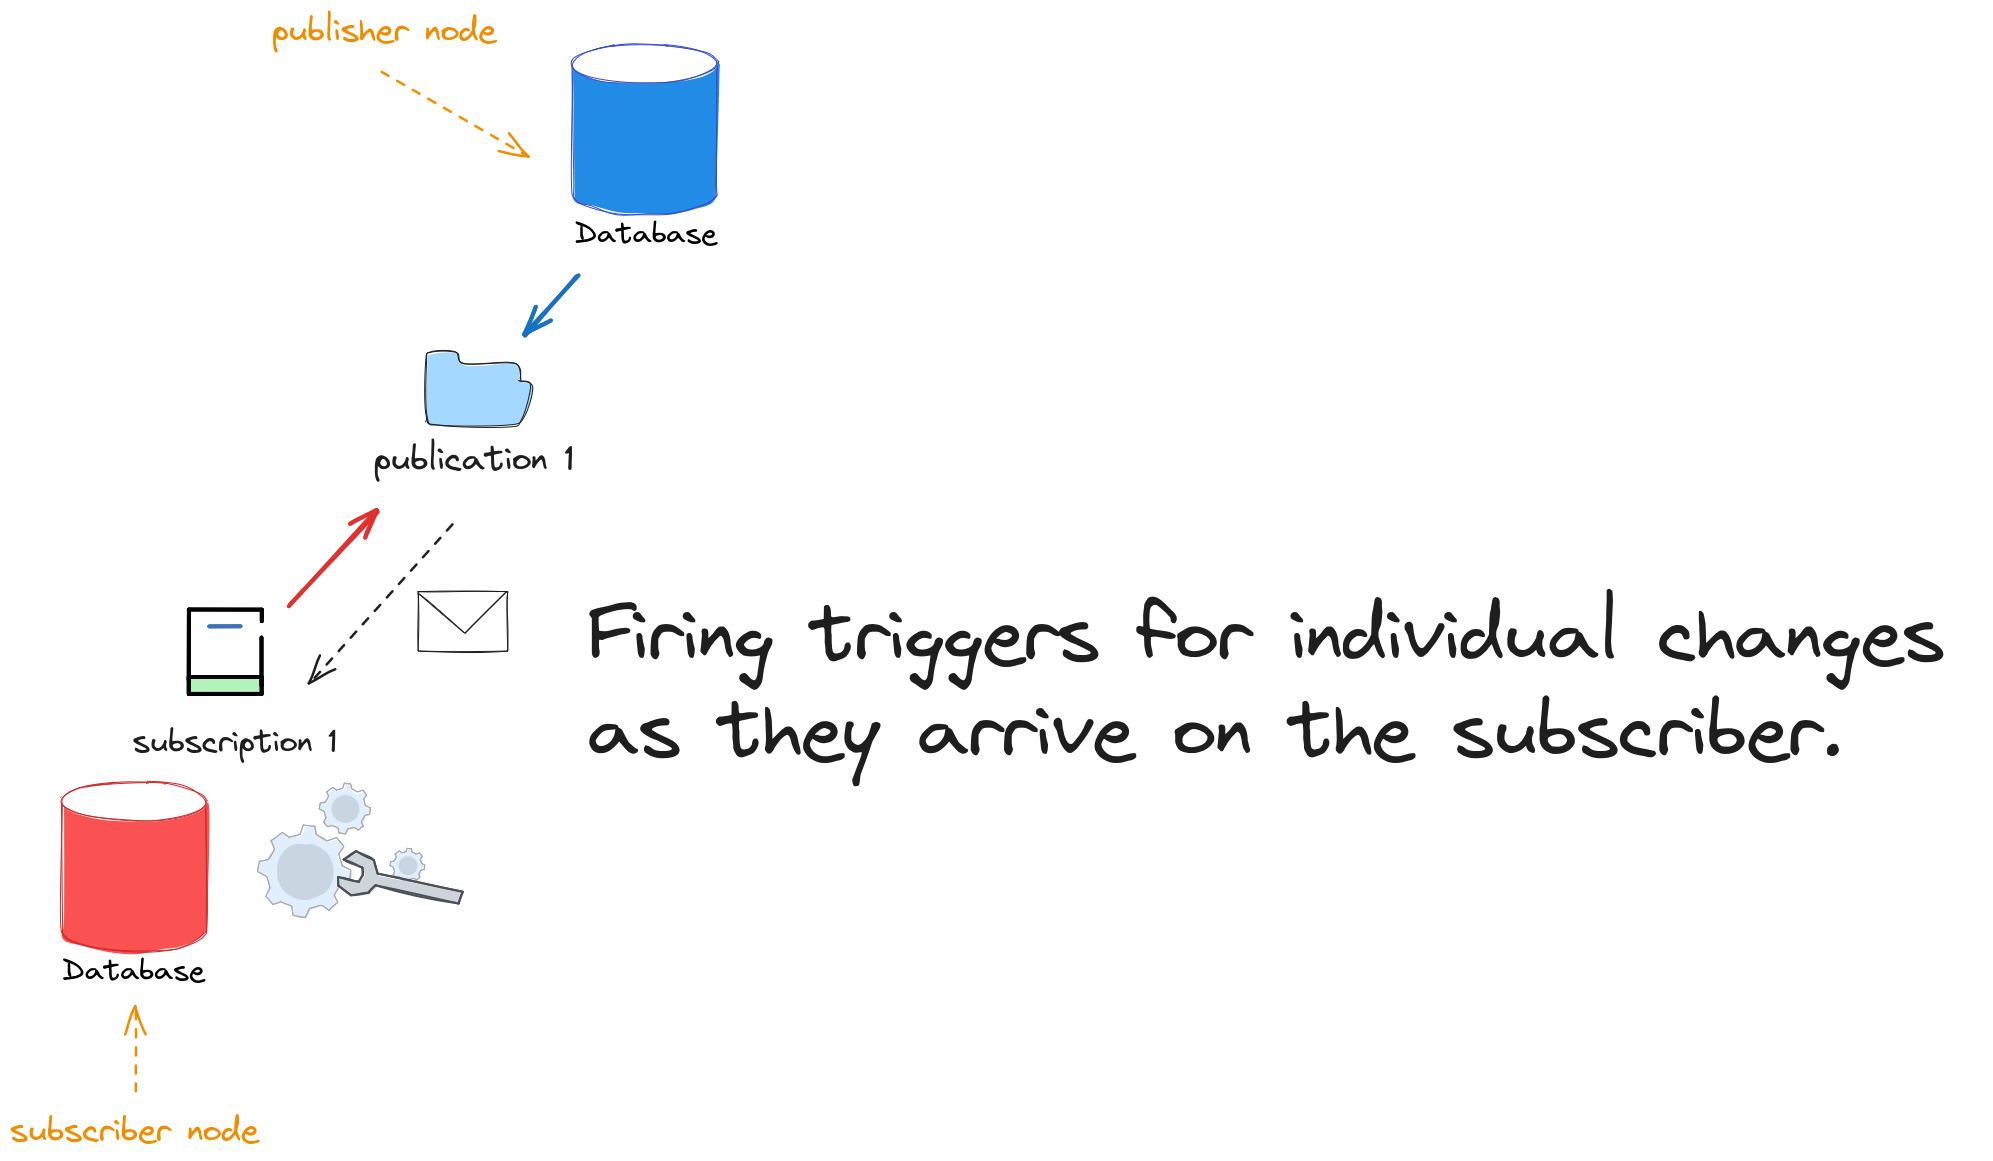 publisher node
Database
publication 1
Firing triggers for individual changes
as they arrive on the subscriber.
subscription 1
Database
subscriber node